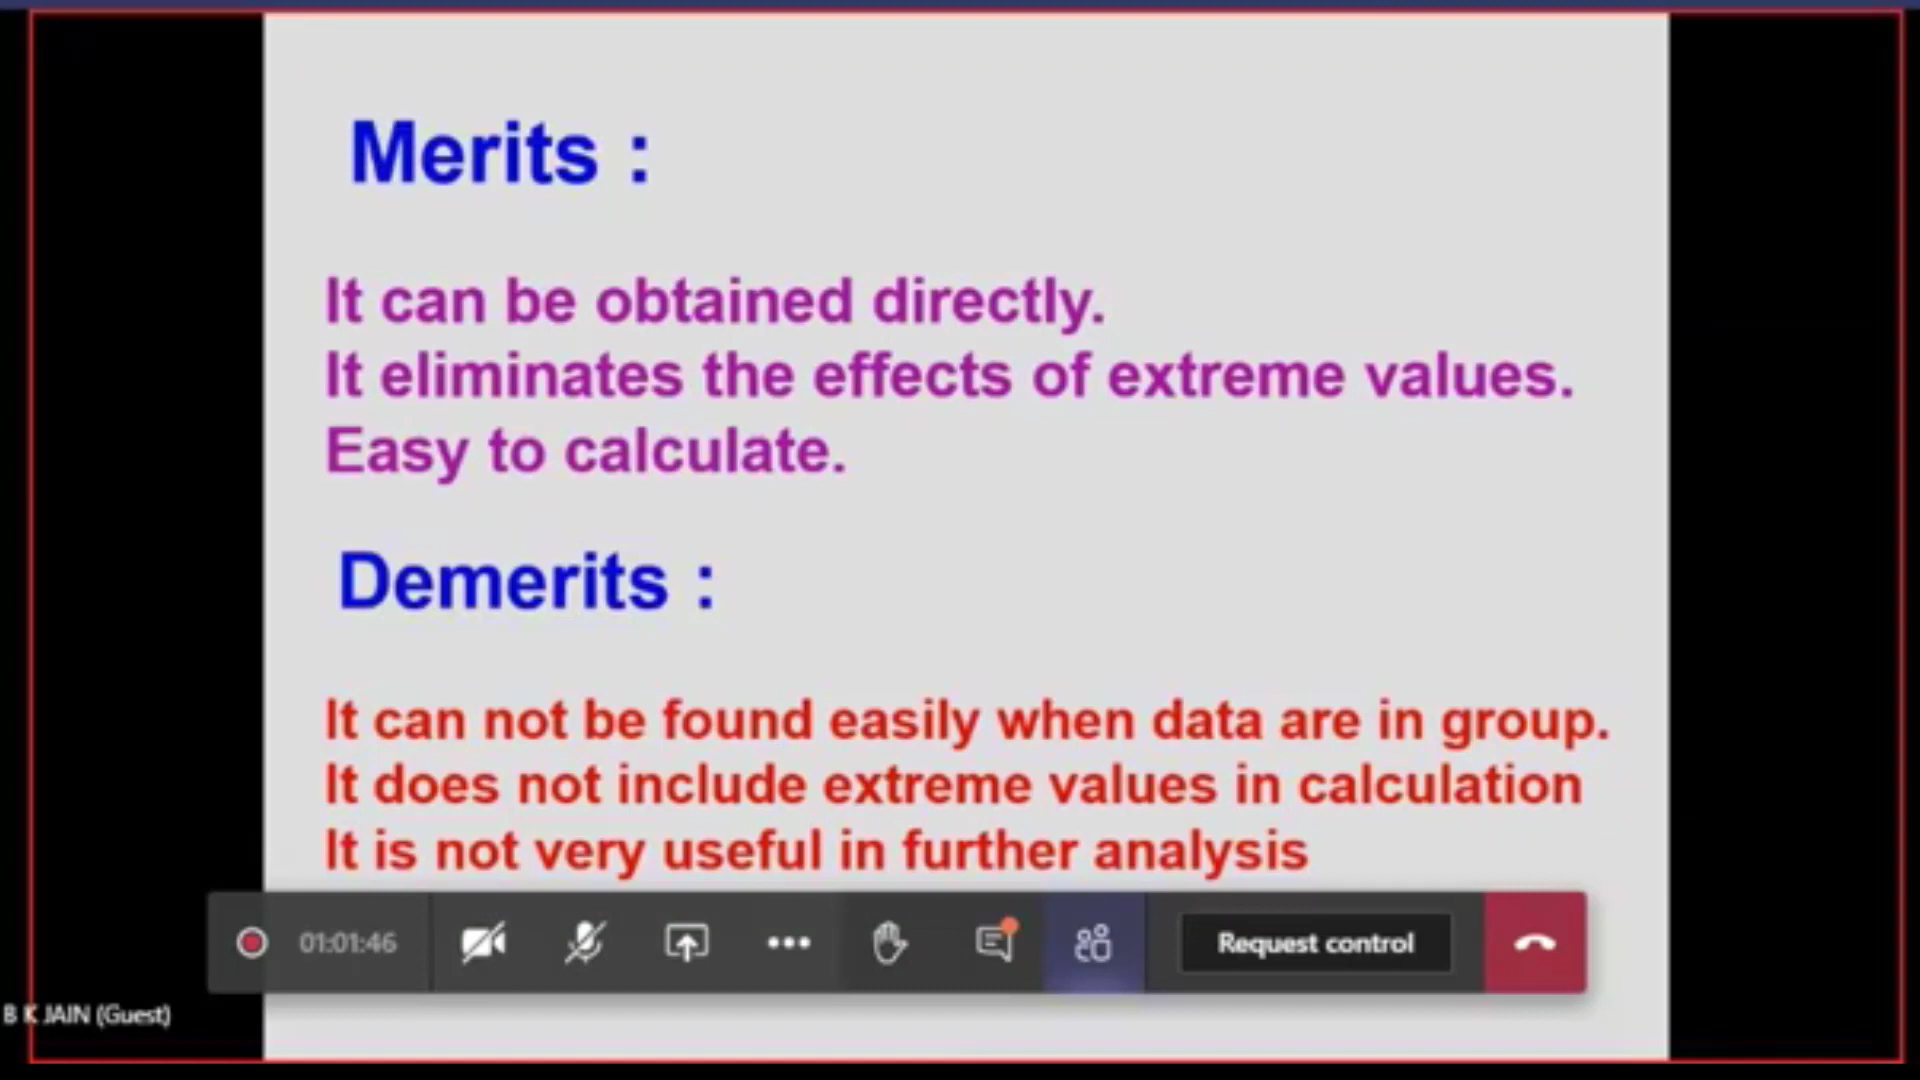 Merits :
It can be obtained directly.
It eliminates the effects of extreme values.
Easy to calculate.
Demerits :
It can not be found easily when data are in group.
It does not include extreme values in calculation
It is not very useful in further analysis
01:01:46
Request control
B K JAIN (Guest)